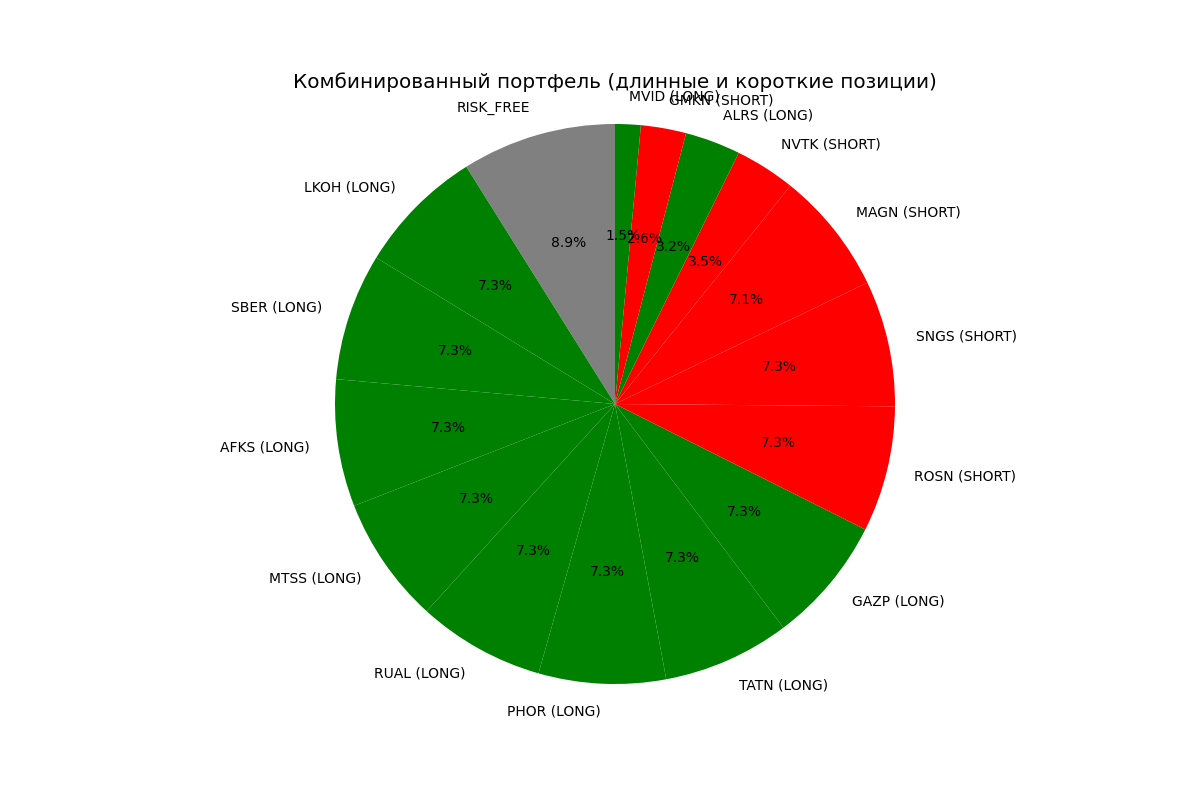 Комбинированный портфель (длинные и короткие позиции)
MVID (LONG)
GMKN (SHORT)
RISK_FREE
ALRS (LONG)
NVTK (SHORT)
LKOH (LONG)
MAGN (SHORT)
1.5%
2.6%
8.9%
3.2%
3.5%
7.3%
7.1%
SBER (LONG)
SNGS (SHORT)
7.3%
7.3%
7.3%
7.3%
AFKS (LONG)
ROSN (SHORT)
7.3%
7.3%
7.3%
7.3%
7.3%
MTSS (LONG)
GAZP (LONG)
RUAL (LONG)
TATN (LONG)
PHOR (LONG)